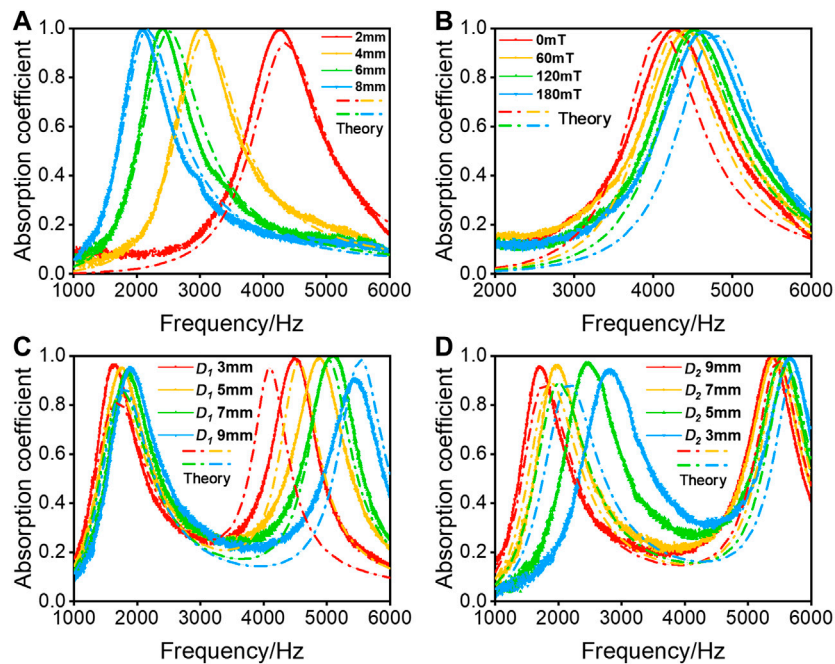 A
Absorption coefficient
1.0
0.8
0.6
0.4
0.2
0.0
2mm
4mm
6mm
8mm
Theory
1000 2000 3000 4000 5000 6000
Frequency/Hz
B
Absorption coefficient
1.0
0.8
0.6
0.4
0.2
0.0
0mT
60mT
120mT
180mT
Theory
2000 3000 4000 5000 6000
Frequency/Hz
C
Absorption coefficient
1.0
0.8
0.6
0.4
0.2
0.0
D1 3mm
D1 5mm
D1 7mm
D1 9mm
Theory
1000 2000 3000 4000 5000 6000
Frequency/Hz
D
Absorption coefficient
1.0
0.8
0.6
0.4
0.2
0.0
D2 9mm
D2 7mm
D2 5mm
D2 3mm
Theory
1000 2000 3000 4000 5000 6000
Frequency/Hz